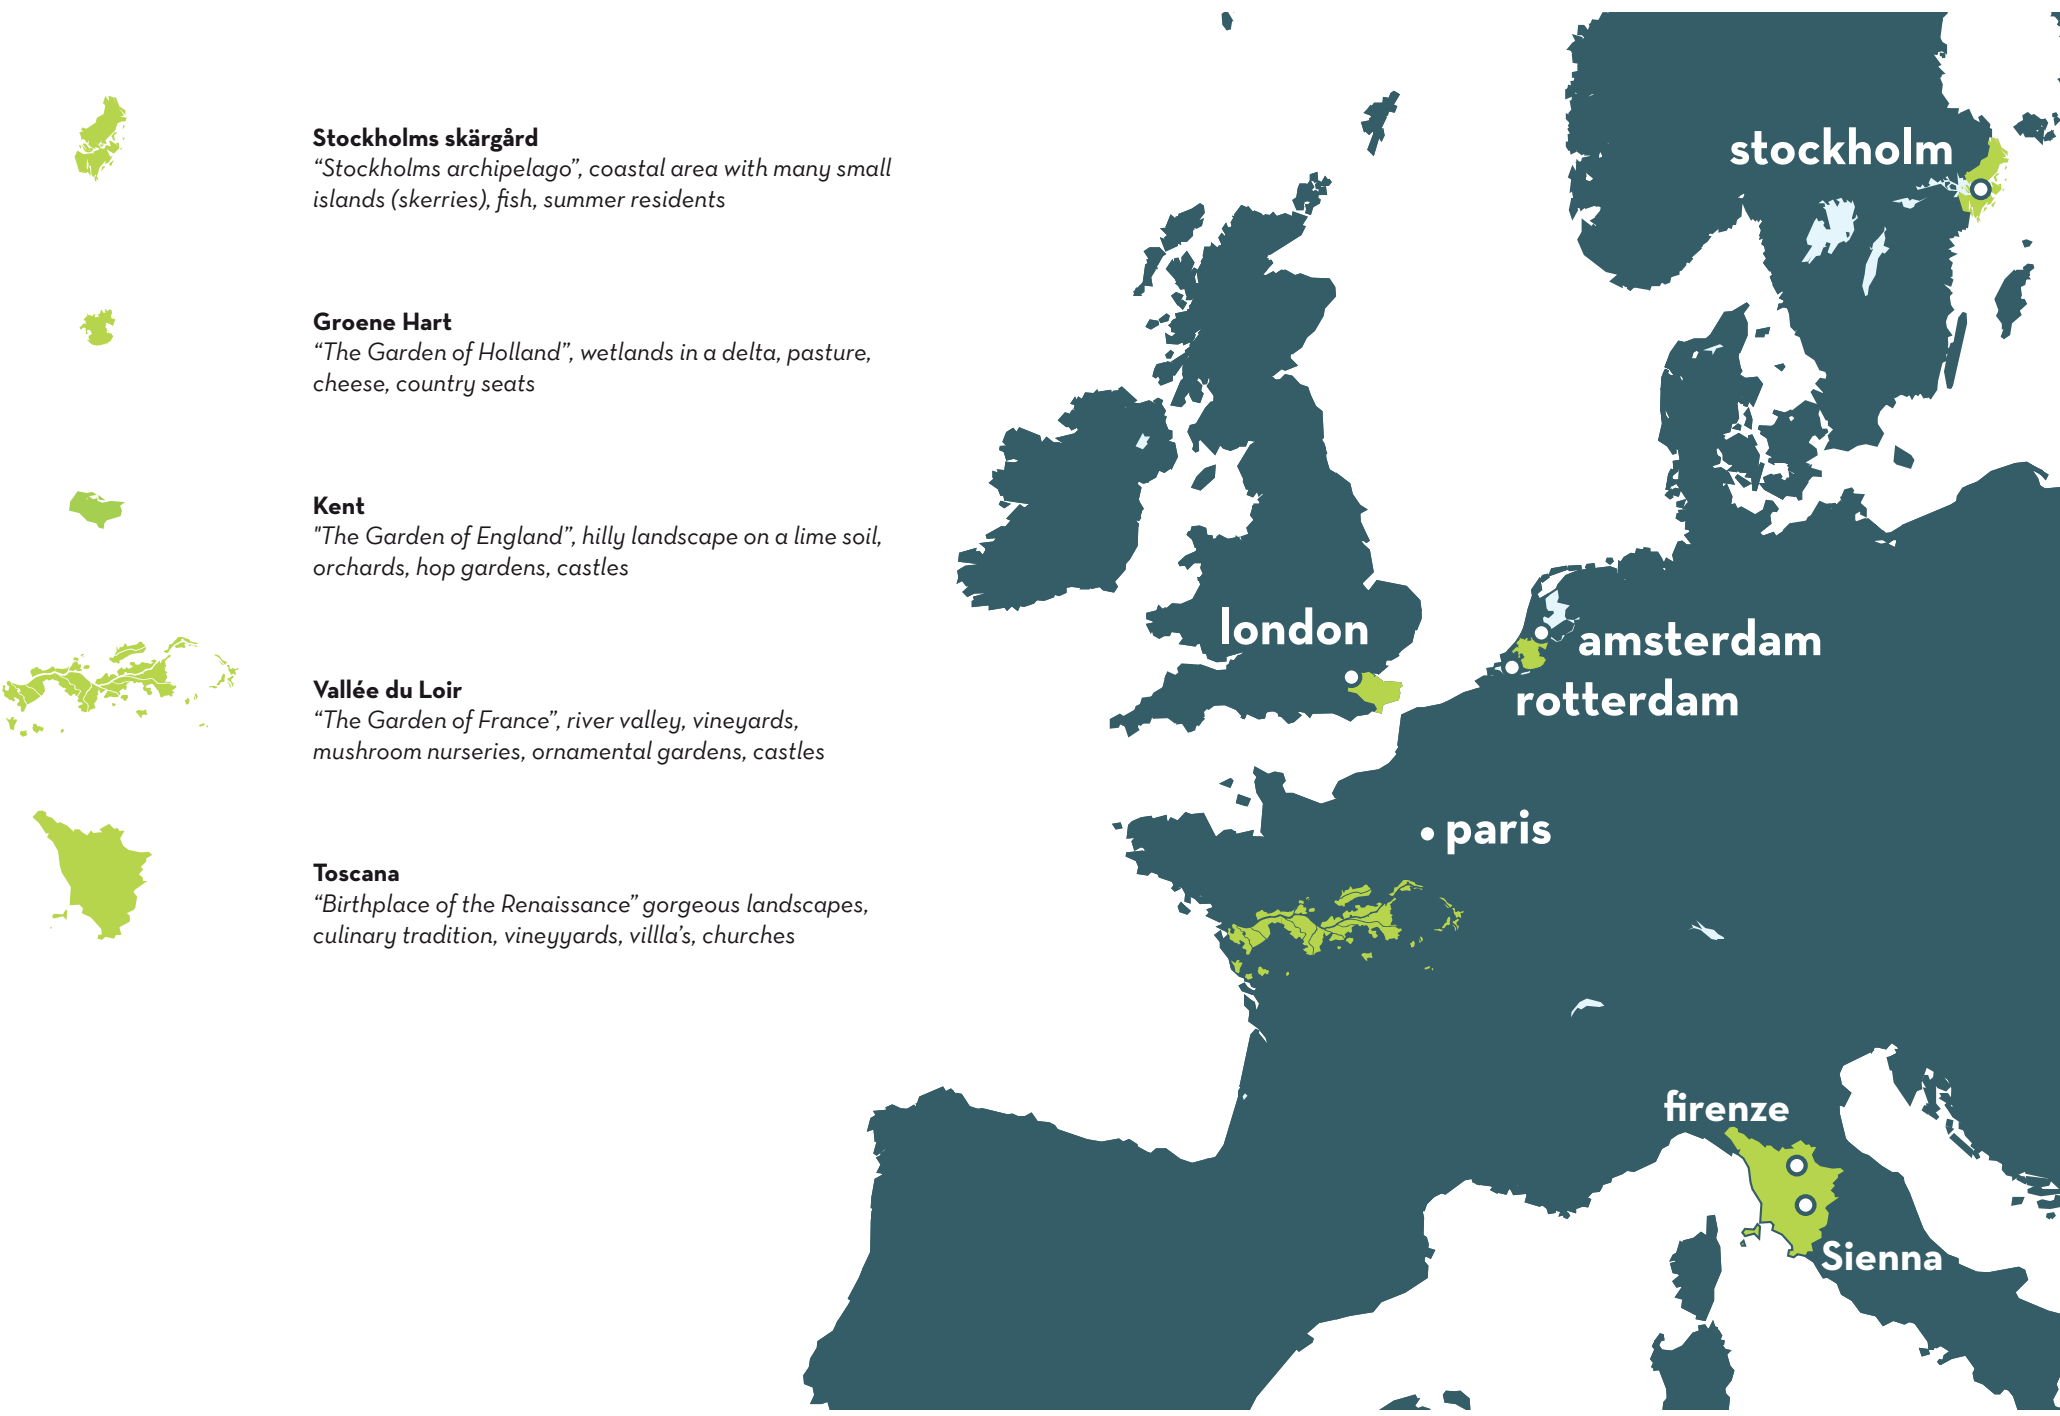 Stockholms skärgård
“Stockholms archipelago”, coastal area with many small
islands (skerries), fish, summer residents
Groene Hart
“The Garden of Holland”, wetlands in a delta, pasture,
cheese, country seats
Kent
"The Garden of England”, hilly landscape on a lime soil,
orchards, hop gardens, castles
Vallée du Loir
“The Garden of France”, river valley, vineyards,
mushroom nurseries, ornamental gardens, castles
Toscana
“Birthplace of the Renaissance” gorgeous landscapes,
culinary tradition, vineyyards, villla’s, churches
stockholm
london
amsterdam
rotterdam
paris
firenze
Sienna